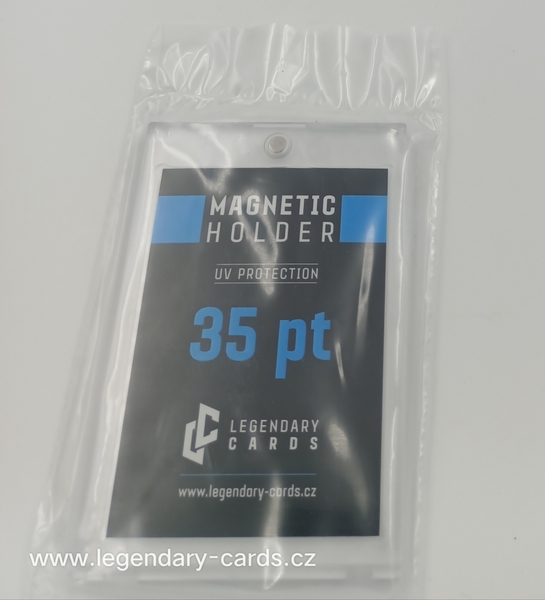 MAGNETIC
HOLDER
UV PROTECTION
35 pt
LEGENDARY
CARDS
www.legendary-cards.cz
www.legendary-cards.cz